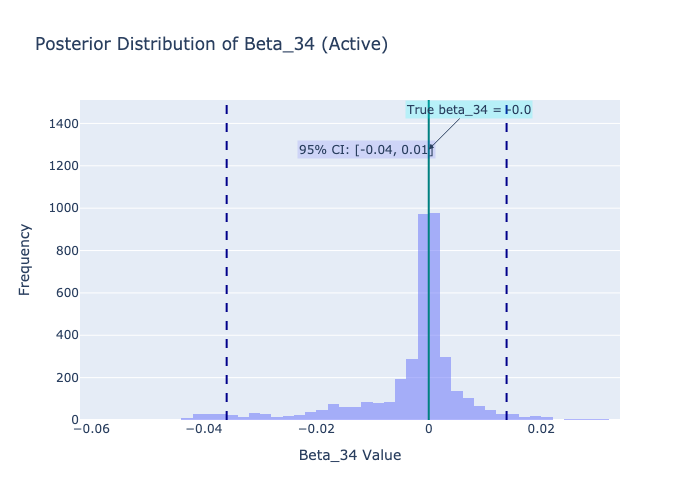 Posterior Distribution of Beta_34 (Active)
True beta_34 = -0.0
95% CI: [-0.04, 0.01]
1400
1200
1000
800
600
400
200
0
Frequency
−0.06
−0.04
−0.02
0
0.02
Beta_34 Value